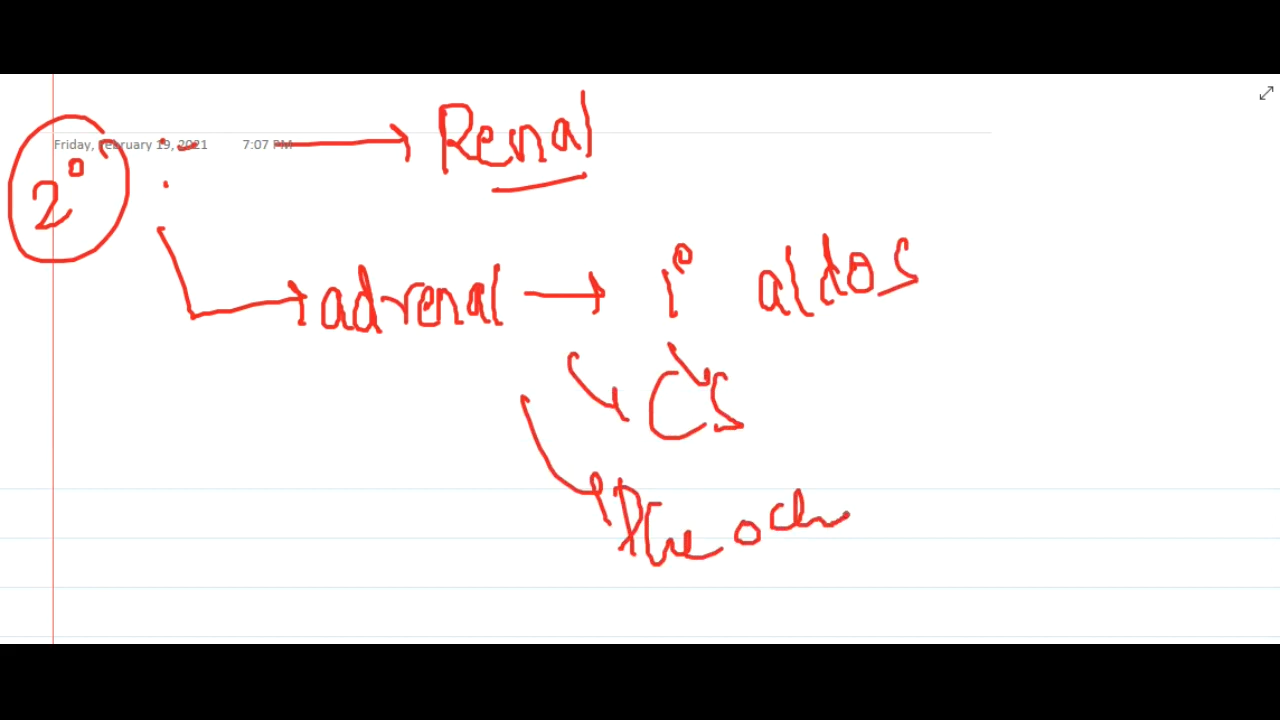 Friday, February 19, 2021 7:07 PM
2° : → Renal
adrenal → 1° aldos
Cs
Pheoch